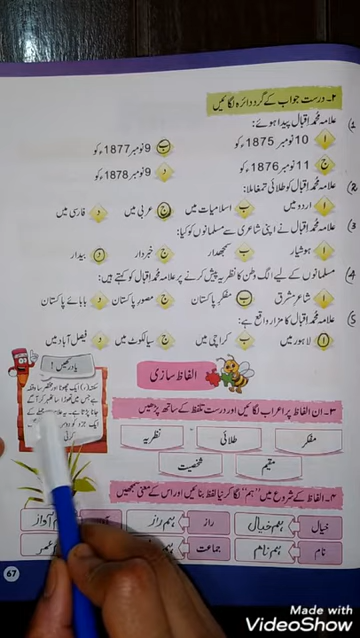 ۲۔ درست جواب کے گرد دائرہ لگائیں
(1 علامہ محمد اقبال پیدا ہوئے:
ا 10 نومبر 1875ء کو ب 9 نومبر 1877ء کو
ج 11 نومبر 1876ء کو د 9 نومبر 1878ء کو
(2 علامہ محمد اقبال کو طلائی تمغا ملا:
ا اردو میں ب اسلامیات میں ج عربی میں د فارسی میں
(3 علامہ محمد اقبال نے اپنی شاعری سے مسلمانوں کو کیا:
ا ہوشیار ب سمجھدار ج خبردار د بیدار
(4 مسلمانوں کے لیے الگ وطن کا نظریہ پیش کرنے پر علامہ محمد اقبال کو کہتے ہیں:
ا شاعر مشرق ب مفکر پاکستان ج مصور پاکستان د بابائے پاکستان
(5 علامہ محمد اقبال کا مزار واقع ہے:
ا لاہور میں ب کراچی میں ج سیالکوٹ میں د فیصل آباد میں
یاد رکھیں!
الفاظ سازی
۳۔ ان الفاظ پر اعراب لگائیں اور درست تلفظ کے ساتھ پڑھیں
مفکر طلائی نظریہ
مقیم شخصیت
۴۔ الفاظ کے شروع میں "ہم" لگا کر نیا لفظ بنائیں اور اس کے معنی سمجھیں
خیال ہم خیال راز ہم راز ہم آواز
نام ہم نام جماعت
67
Made with
VideoShow